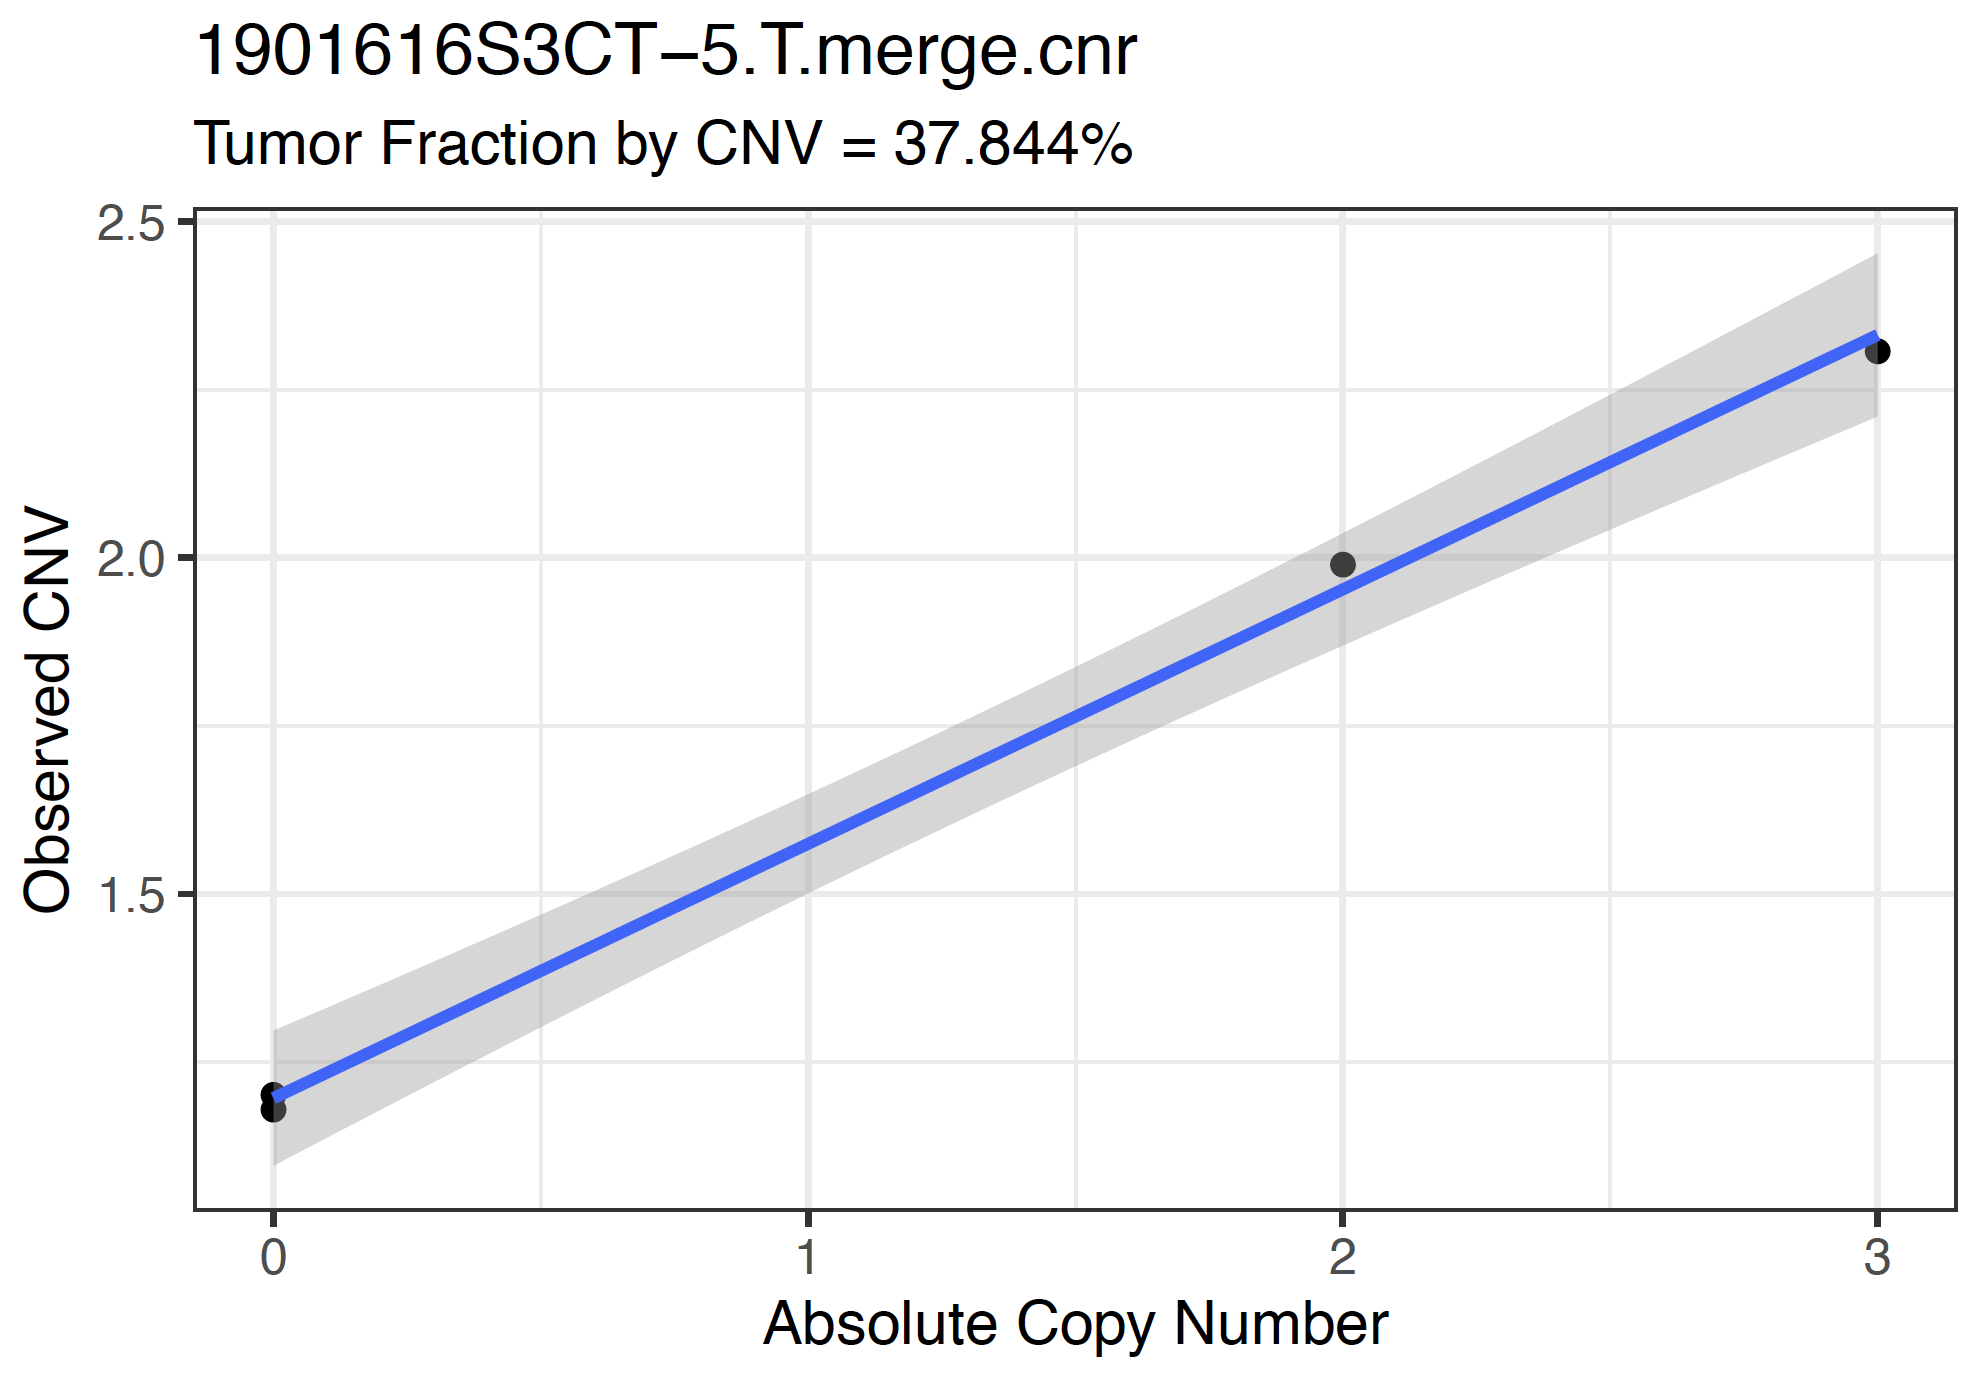 1901616S3CT−5.T.merge.cnr
Tumor Fraction by CNV = 37.844%
2.5
2.0
1.5
Observed CNV
0 1 2 3
Absolute Copy Number